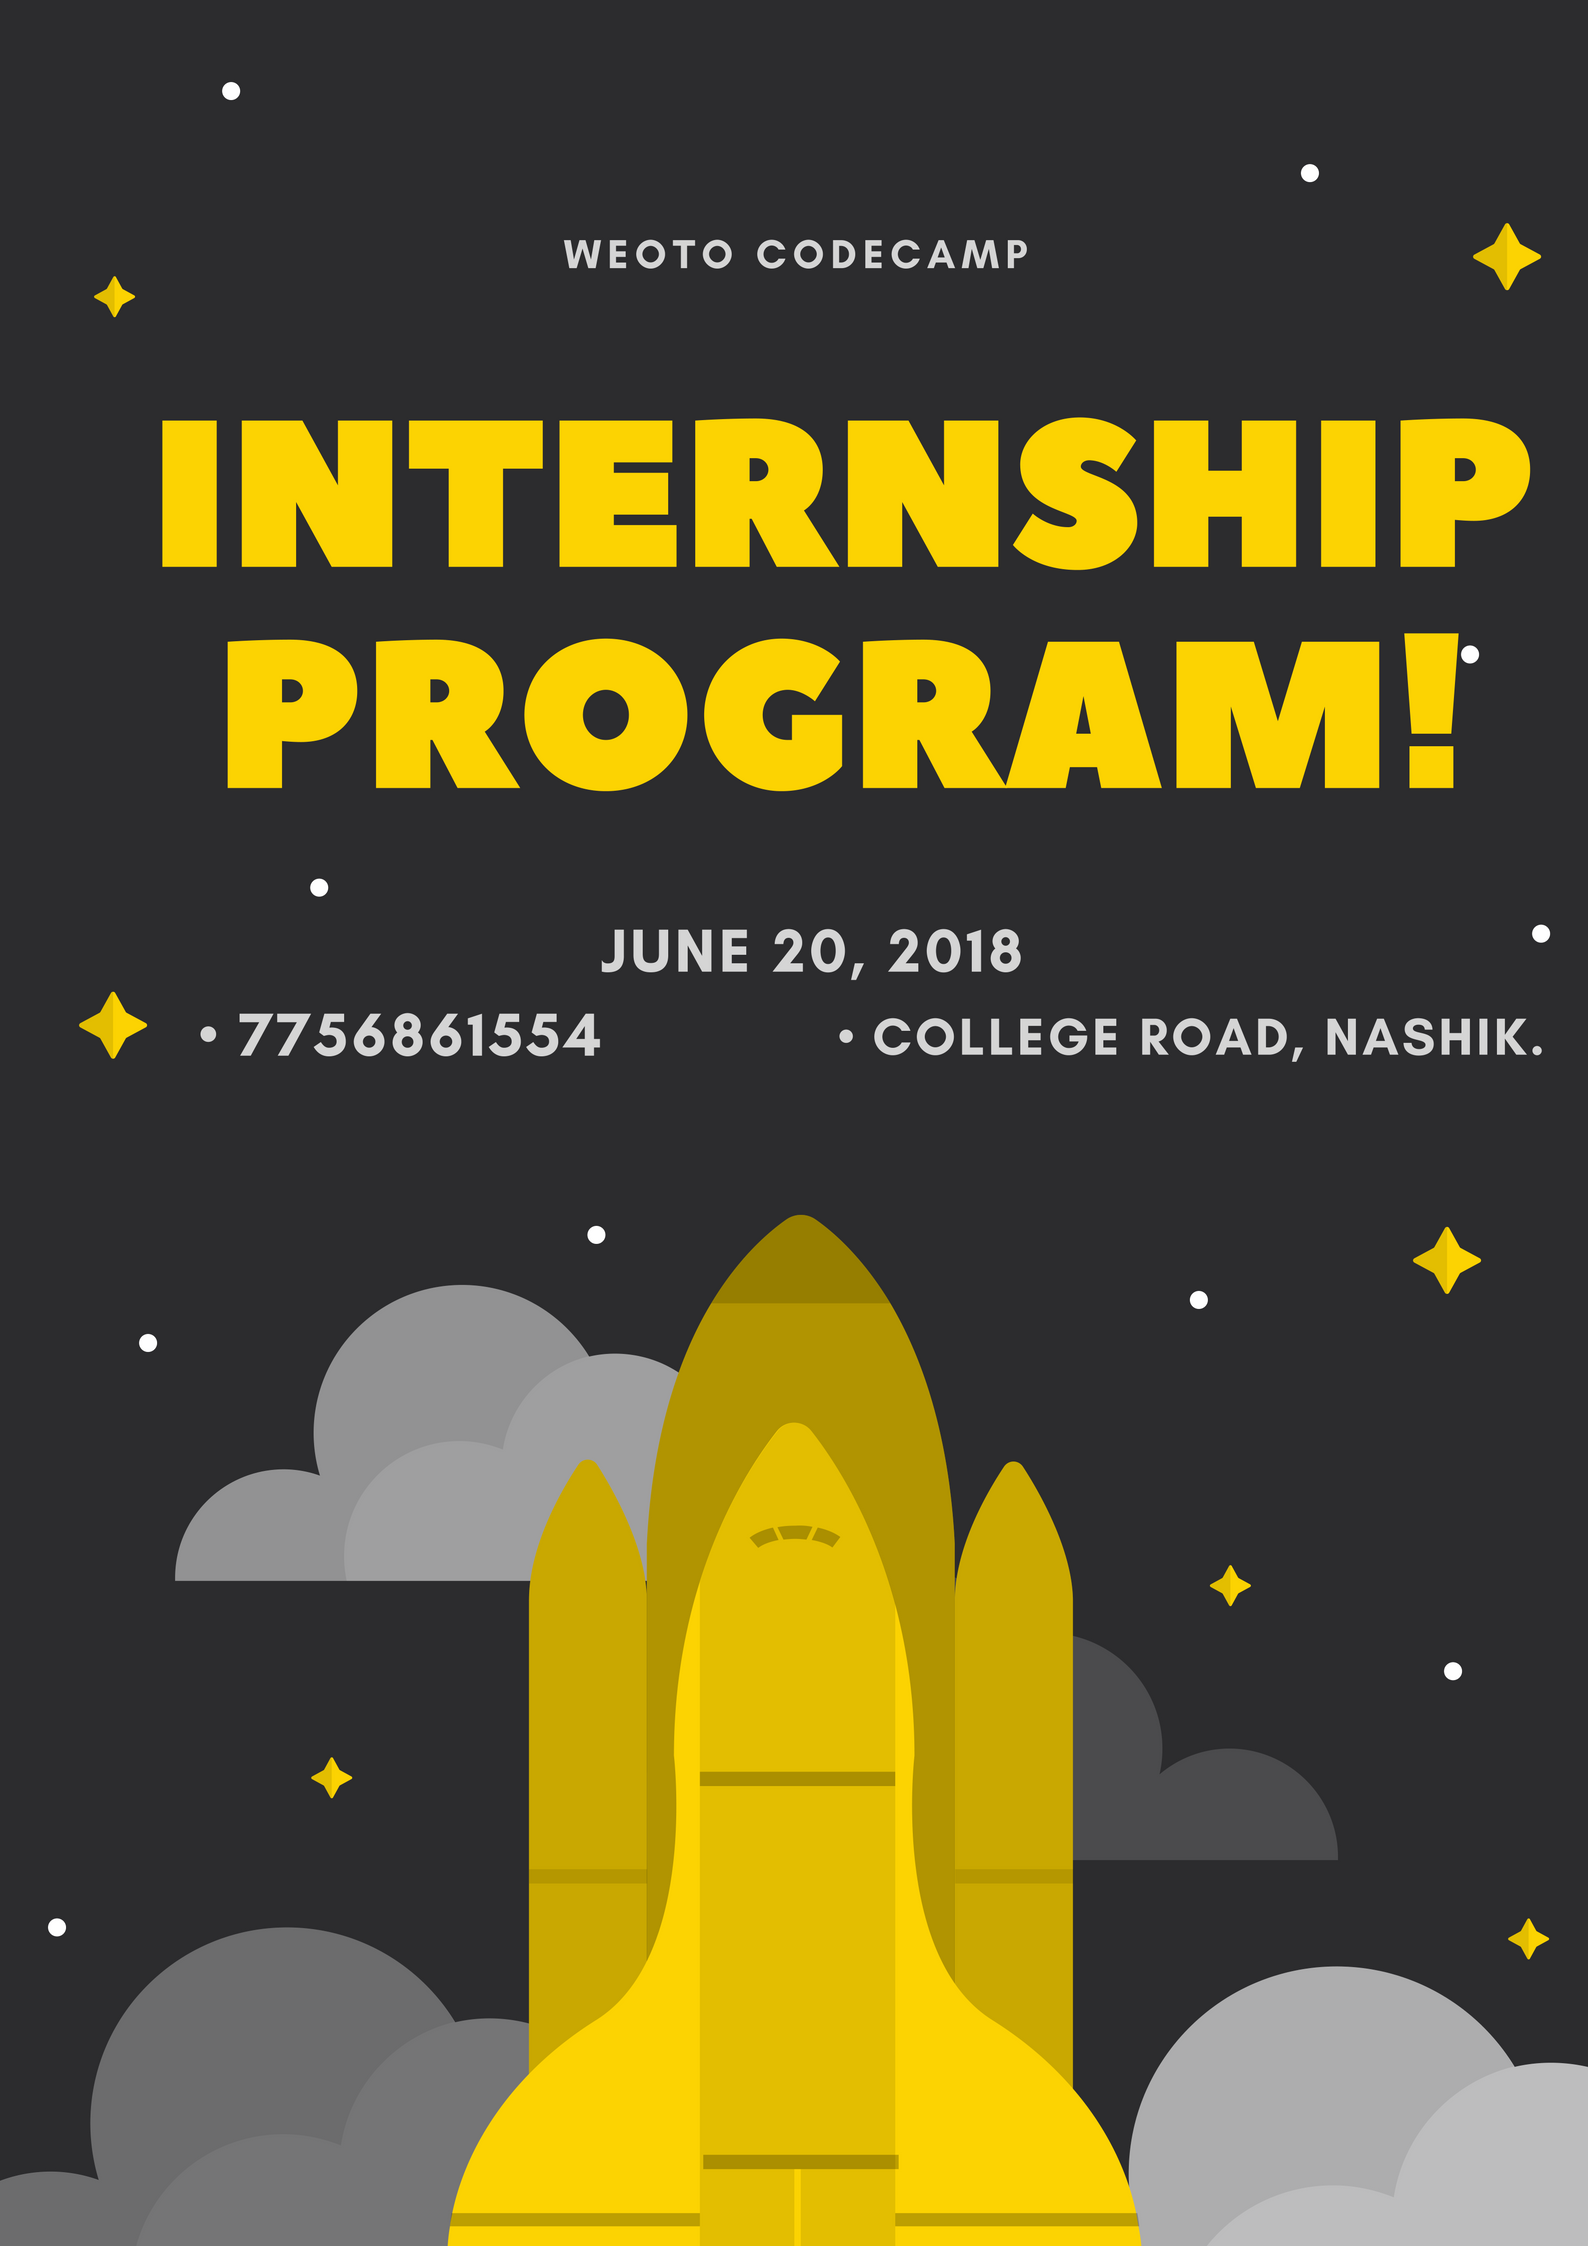 WEOTO CODECAMP
INTERNSHIP
PROGRAM!
JUNE 20, 2018
• 7756861554
• COLLEGE ROAD, NASHIK.